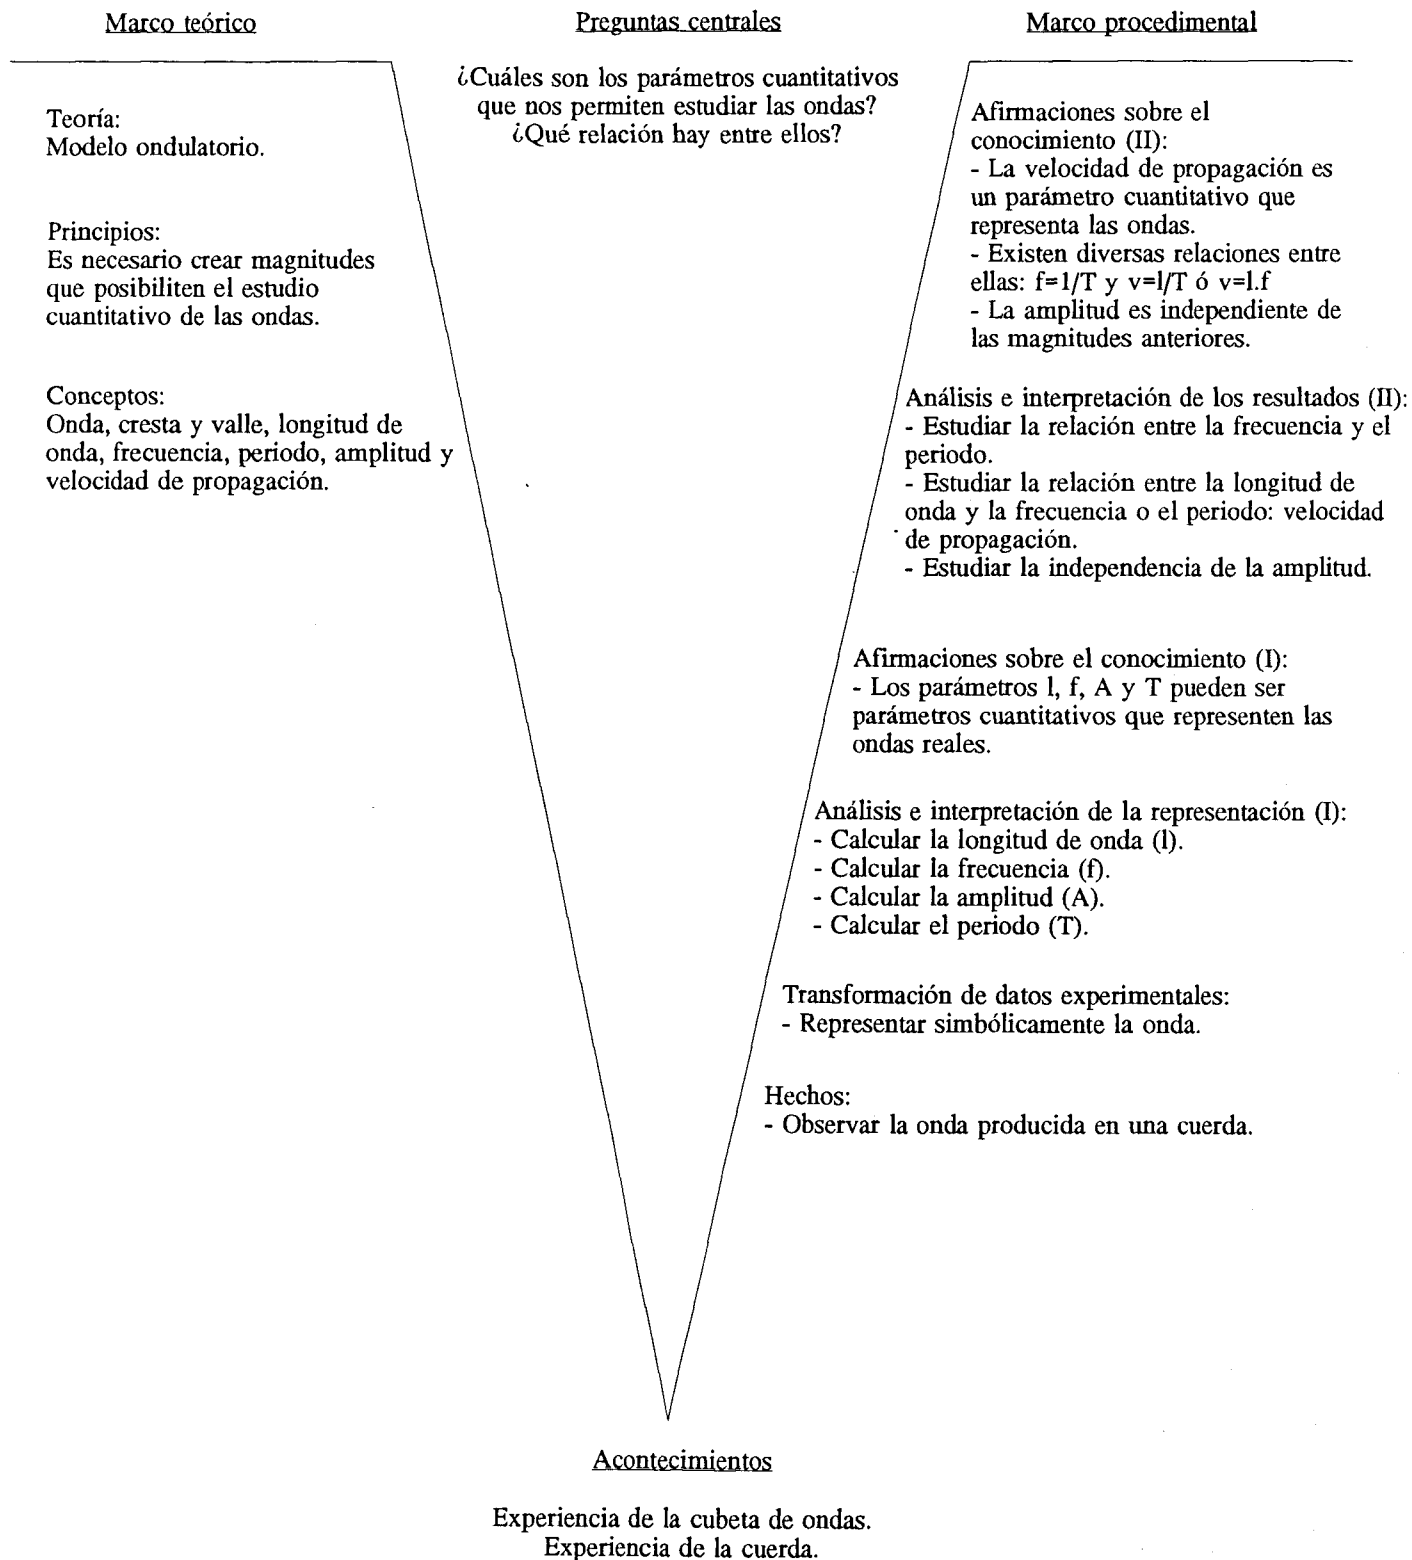 Marco teórico
Preguntas centrales
Marco procedimental
¿Cuáles son los parámetros cuantitativos
que nos permiten estudiar las ondas?
¿Qué relación hay entre ellos?
Teoría:
Modelo ondulatorio.
Principios:
Es necesario crear magnitudes
que posibiliten el estudio
cuantitativo de las ondas.
Conceptos:
Onda, cresta y valle, longitud de
onda, frecuencia, periodo, amplitud y
velocidad de propagación.
Afirmaciones sobre el
conocimiento (II):
- La velocidad de propagación es
un parámetro cuantitativo que
representa las ondas.
- Existen diversas relaciones entre
ellas: f=1/T y v=l/T ó v=l.f
- La amplitud es independiente de
las magnitudes anteriores.
Análisis e interpretación de los resultados (II):
- Estudiar la relación entre la frecuencia y el
periodo.
- Estudiar la relación entre la longitud de
onda y la frecuencia o el periodo: velocidad
de propagación.
- Estudiar la independencia de la amplitud.
Afirmaciones sobre el conocimiento (I):
- Los parámetros l, f, A y T pueden ser
parámetros cuantitativos que representen las
ondas reales.
Análisis e interpretación de la representación (I):
- Calcular la longitud de onda (l).
- Calcular la frecuencia (f).
- Calcular la amplitud (A).
- Calcular el periodo (T).
Transformación de datos experimentales:
- Representar simbólicamente la onda.
Hechos:
- Observar la onda producida en una cuerda.
Acontecimientos
Experiencia de la cubeta de ondas.
Experiencia de la cuerda.